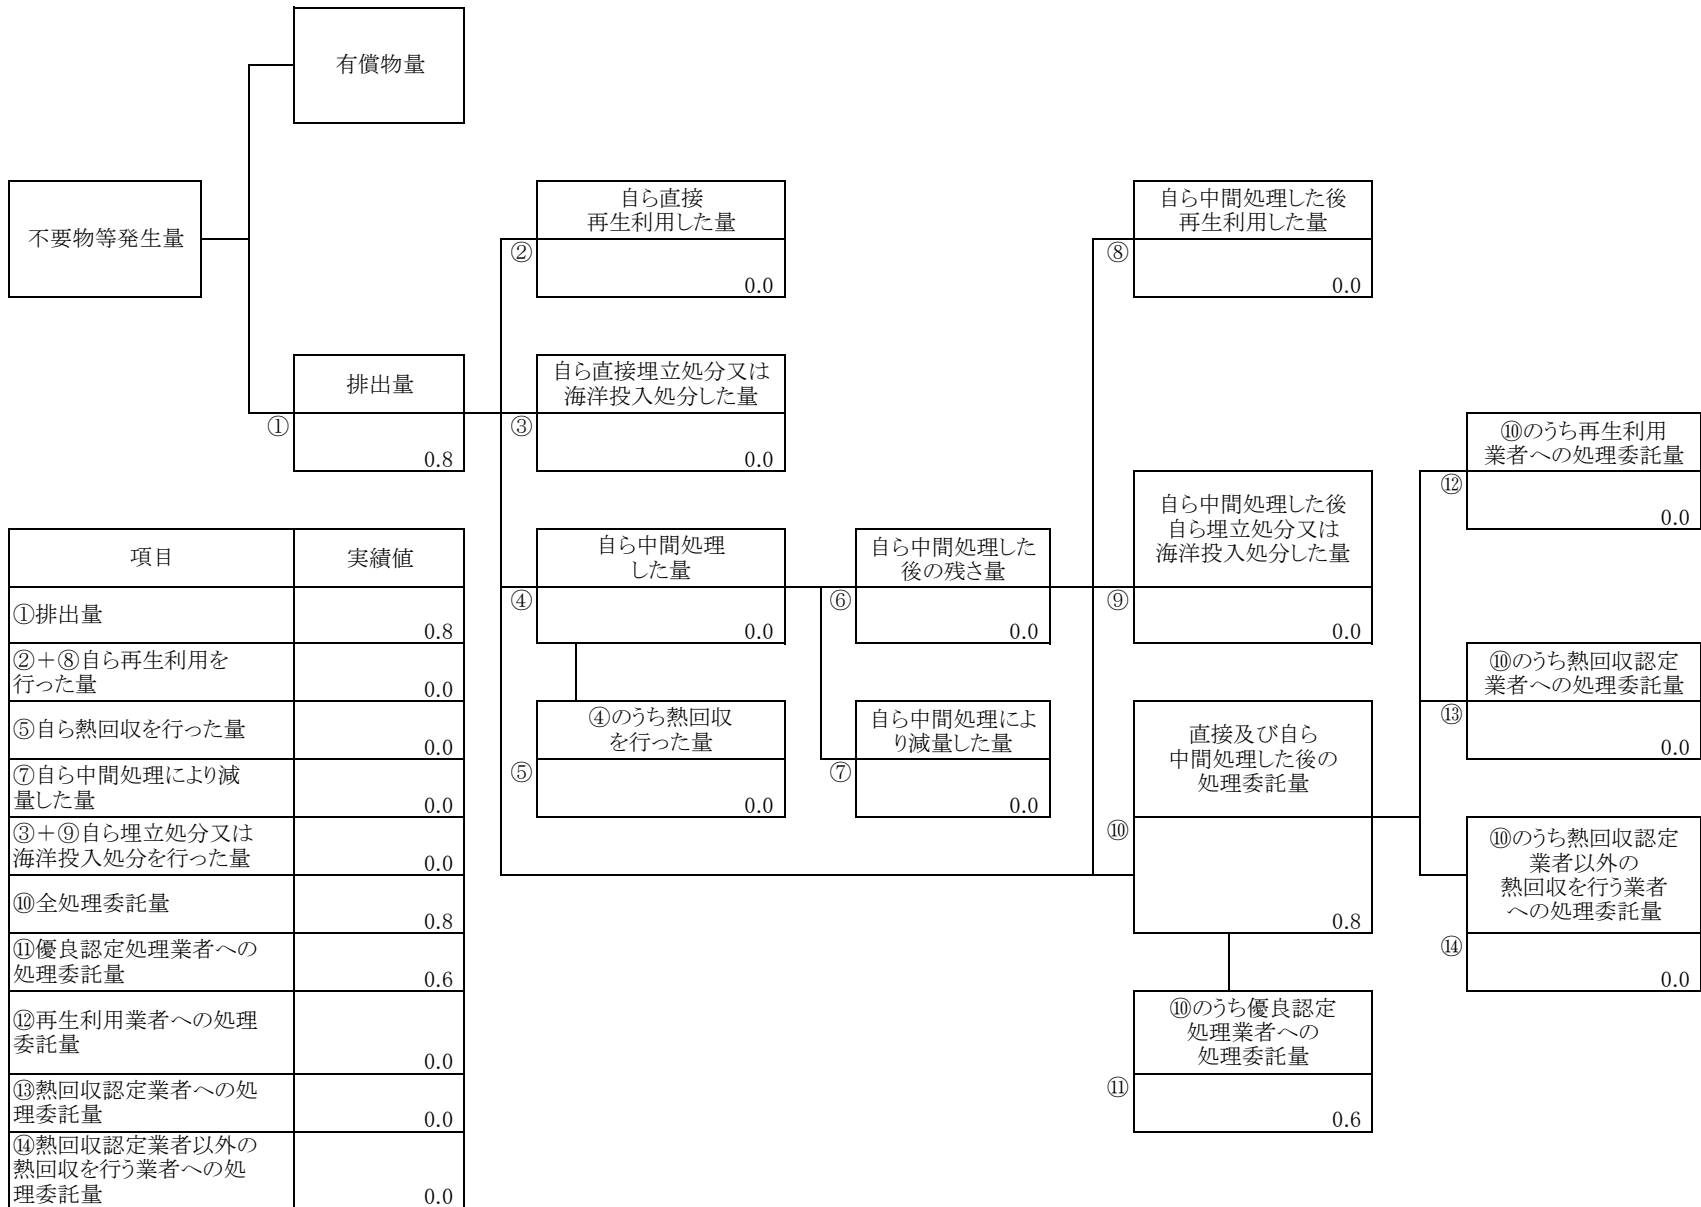 有償物量
不要物等発生量
排出量
①
0.8
自ら直接
再生利用した量
②
0.0
自ら直接埋立処分又は
海洋投入処分した量
③
0.0
自ら中間処理
した量
④
0.0
④のうち熱回収
を行った量
⑤
0.0
自ら中間処理した
後の残さ量
⑥
0.0
自ら中間処理によ
り減量した量
⑦
0.0
自ら中間処理した後
再生利用した量
⑧
0.0
自ら中間処理した後
自ら埋立処分又は
海洋投入処分した量
⑨
0.0
直接及び自ら
中間処理した後の
処理委託量
⑩
0.8
⑩のうち優良認定
処理業者への
処理委託量
⑪
0.6
⑩のうち再生利用
業者への処理委託量
⑫
0.0
⑩のうち熱回収認定
業者への処理委託量
⑬
0.0
⑩のうち熱回収認定
業者以外の
熱回収を行う業者
への処理委託量
⑭
0.0
項目 実績値
①排出量
0.8
②+⑧自ら再生利用を
行った量 0.0
⑤自ら熱回収を行った量
0.0
⑦自ら中間処理により減
量した量 0.0
③+⑨自ら埋立処分又は
海洋投入処分を行った量 0.0
⑩全処理委託量
0.8
⑪優良認定処理業者への
処理委託量 0.6
⑫再生利用業者への処理
委託量
0.0
⑬熱回収認定業者への処
理委託量 0.0
⑭熱回収認定業者以外の
熱回収を行う業者への処
理委託量 0.0